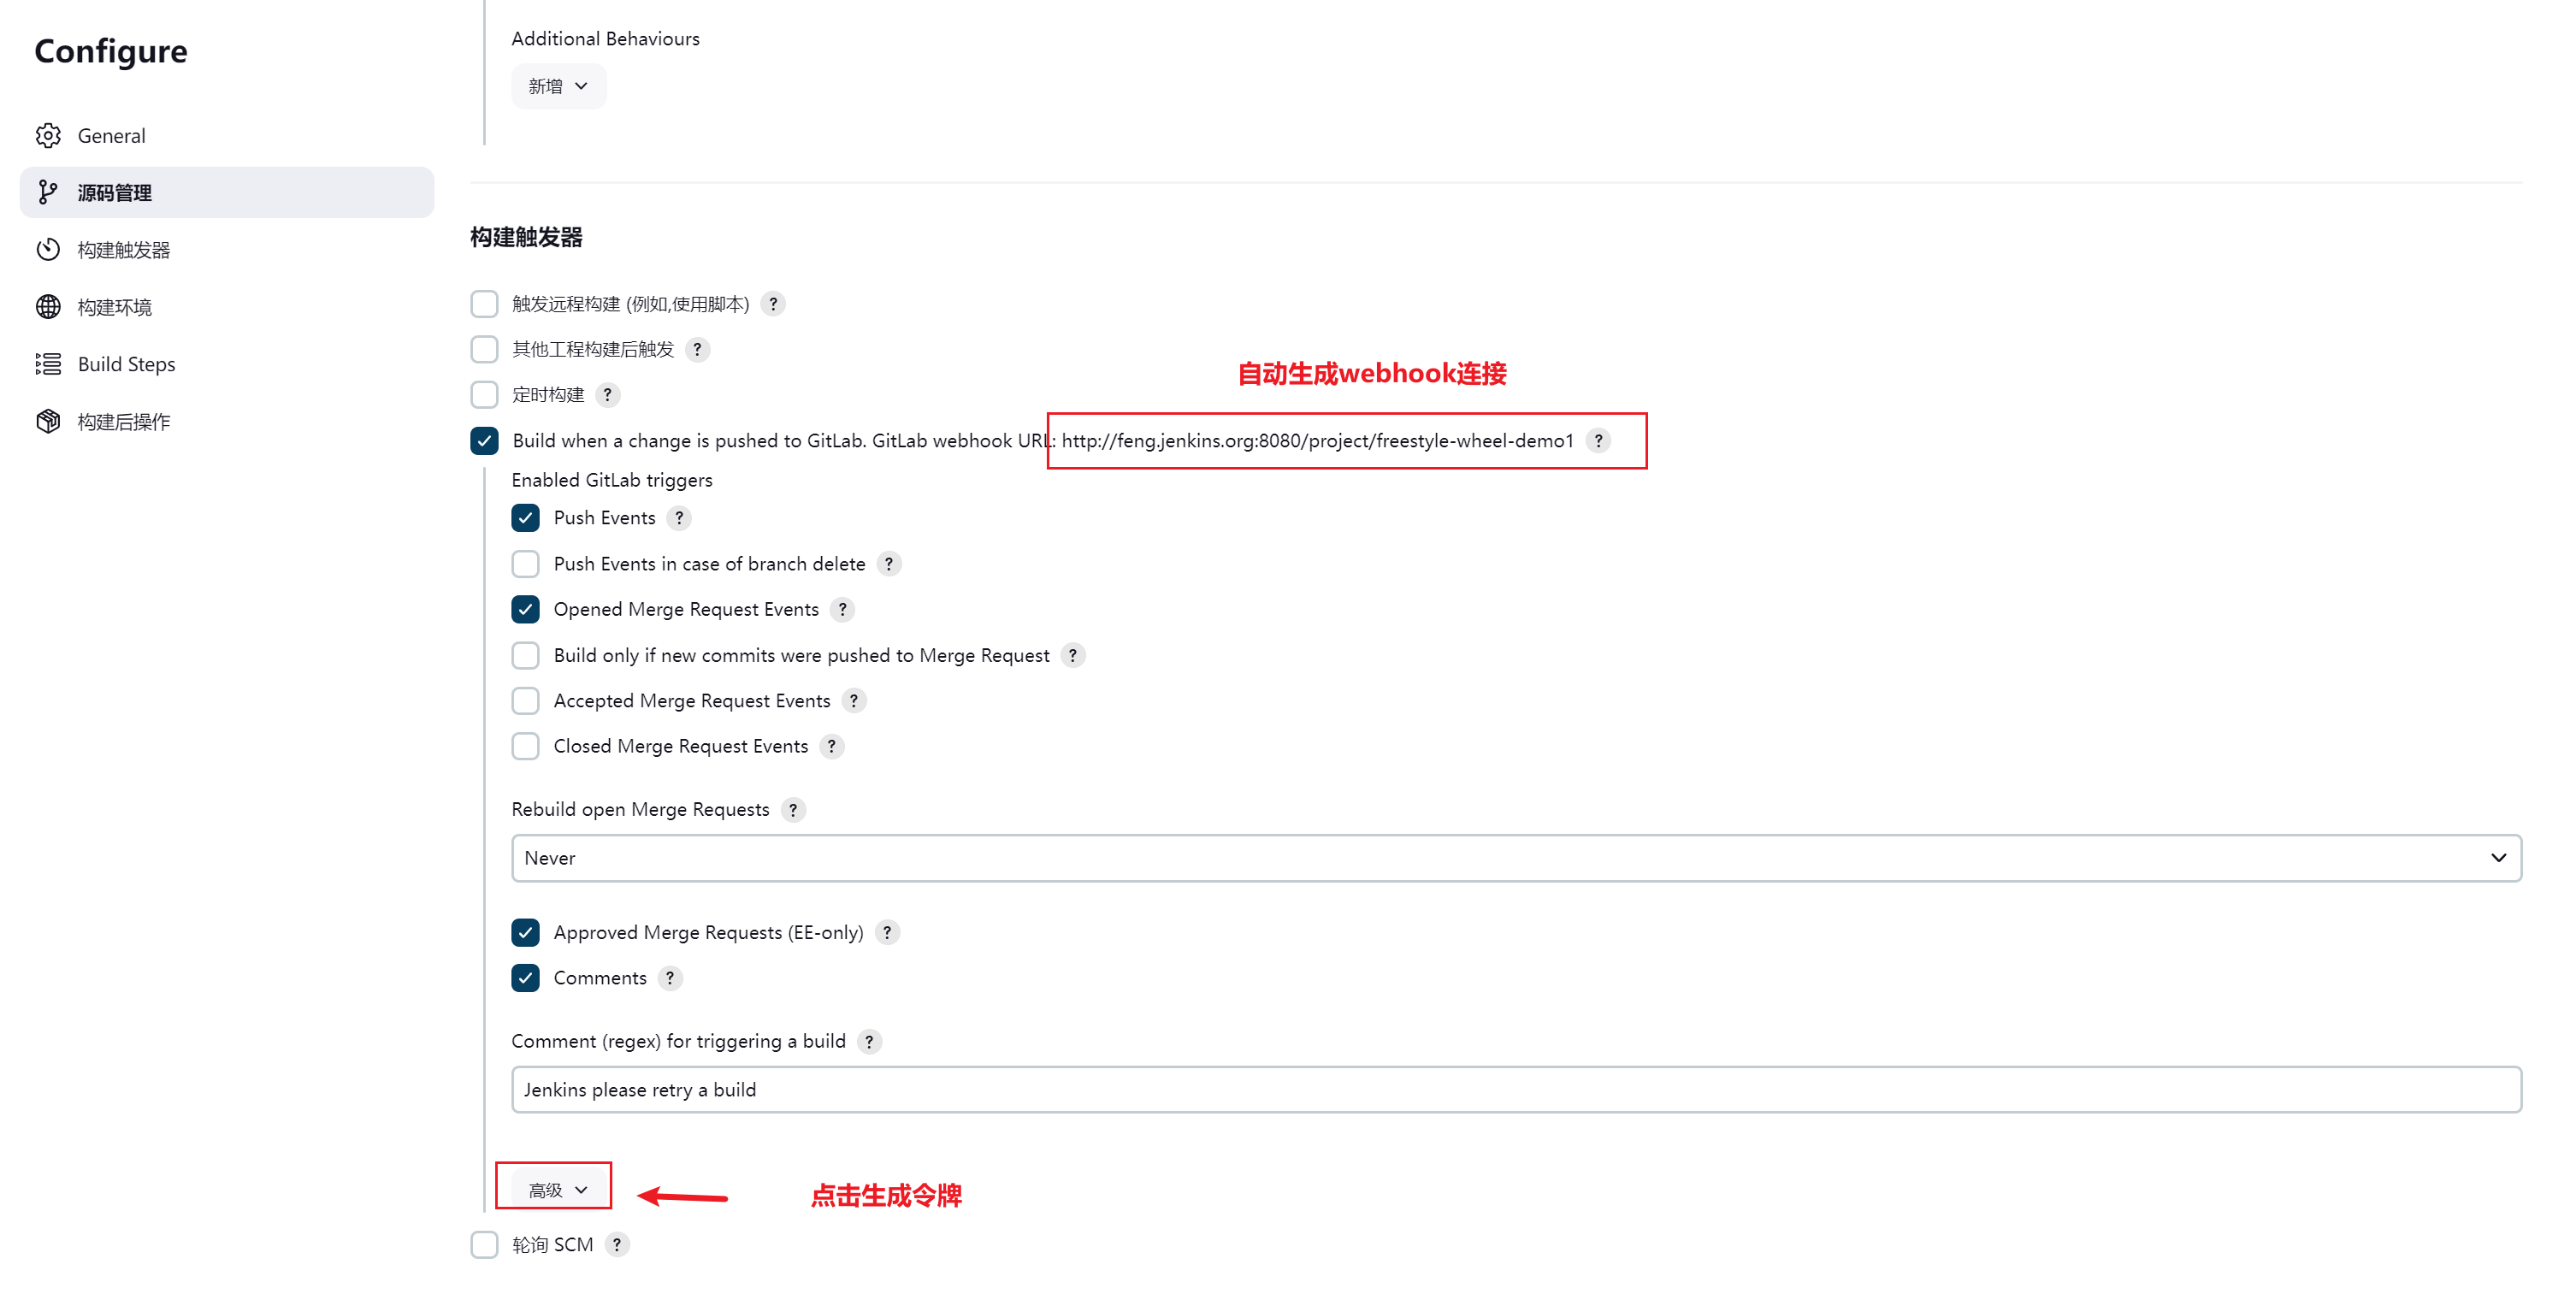 Configure
General
源码管理
构建触发器
构建环境
Build Steps
构建后操作
Additional Behaviours
新增
构建触发器
触发远程构建 (例如,使用脚本) ?
其他工程构建后触发 ?
定时构建 ?
自动生成webhook连接
Build when a change is pushed to GitLab. GitLab webhook URL: http://feng.jenkins.org:8080/project/freestyle-wheel-demo1 ?
Enabled GitLab triggers
Push Events ?
Push Events in case of branch delete ?
Opened Merge Request Events ?
Build only if new commits were pushed to Merge Request ?
Accepted Merge Request Events ?
Closed Merge Request Events ?
Rebuild open Merge Requests ?
Never
Approved Merge Requests (EE-only) ?
Comments ?
Comment (regex) for triggering a build ?
Jenkins please retry a build
高级
点击生成令牌
轮询 SCM ?